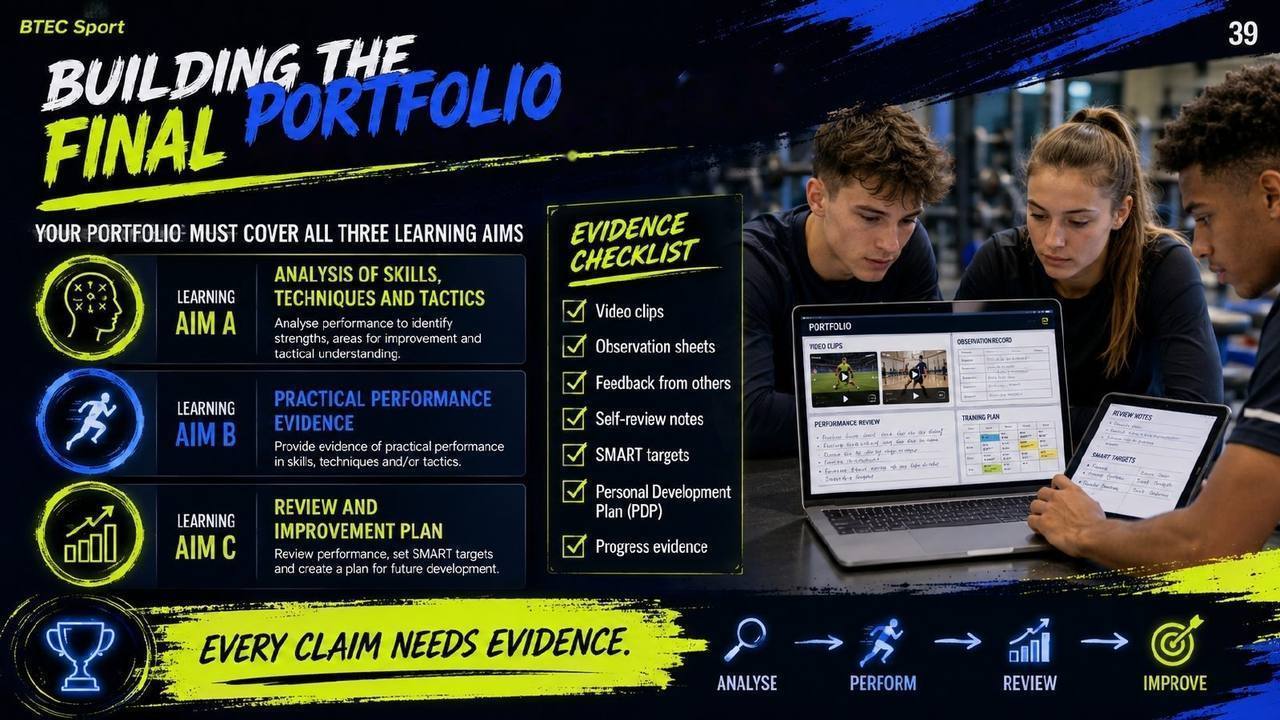 BTEC Sport
39
BUILDING THE
FINAL PORTFOLIO
YOUR PORTFOLIO MUST COVER ALL THREE LEARNING AIMS
LEARNING
AIM A
ANALYSIS OF SKILLS,
TECHNIQUES AND TACTICS
Analyse performance to identify
strengths, areas for improvement and
tactical understanding.
LEARNING
AIM B
PRACTICAL PERFORMANCE
EVIDENCE
Provide evidence of practical performance
in skills, techniques and/or tactics.
LEARNING
AIM C
REVIEW AND
IMPROVEMENT PLAN
Review performance, set SMART targets
and create a plan for future development.
EVIDENCE
CHECKLIST
Video clips
Observation sheets
Feedback from others
Self-review notes
SMART targets
Personal Development
Plan (PDP)
Progress evidence
PORTFOLIO
VIDEO CLIPS
OBSERVATION RECORD
PERFORMANCE REVIEW
TRAINING PLAN
REVIEW NOTES
SMART TARGETS
EVERY CLAIM NEEDS EVIDENCE.
ANALYSE
PERFORM
REVIEW
IMPROVE